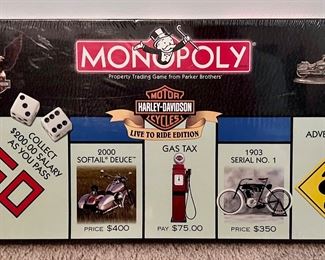 MONOPOLY
Property Trading Game from Parker Brothers®
MOTOR
HARLEY-DAVIDSON
CYCLES
LIVE TO RIDE EDITION
COLLECT
$200.00 SALARY
AS YOU PASS
GO
2000
SOFTAIL® DEUCE™
PRICE $400
GAS TAX
PAY $75.00
1903
SERIAL NO. 1
PRICE $350
ADVE